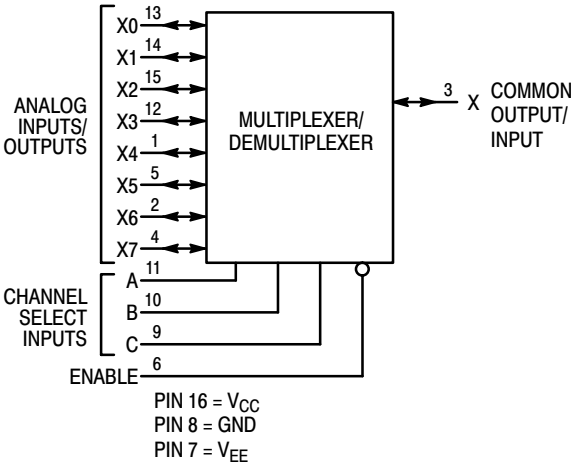 X0 13
X1 14
X2 15
X3 12
X4 1
X5 5
X6 2
X7 4
ANALOG
INPUTS/
OUTPUTS
MULTIPLEXER/
DEMULTIPLEXER
3 X COMMON
OUTPUT/
INPUT
A 11
B 10
C 9
CHANNEL
SELECT
INPUTS
ENABLE 6
PIN 16 = VCC
PIN 8 = GND
PIN 7 = VEE